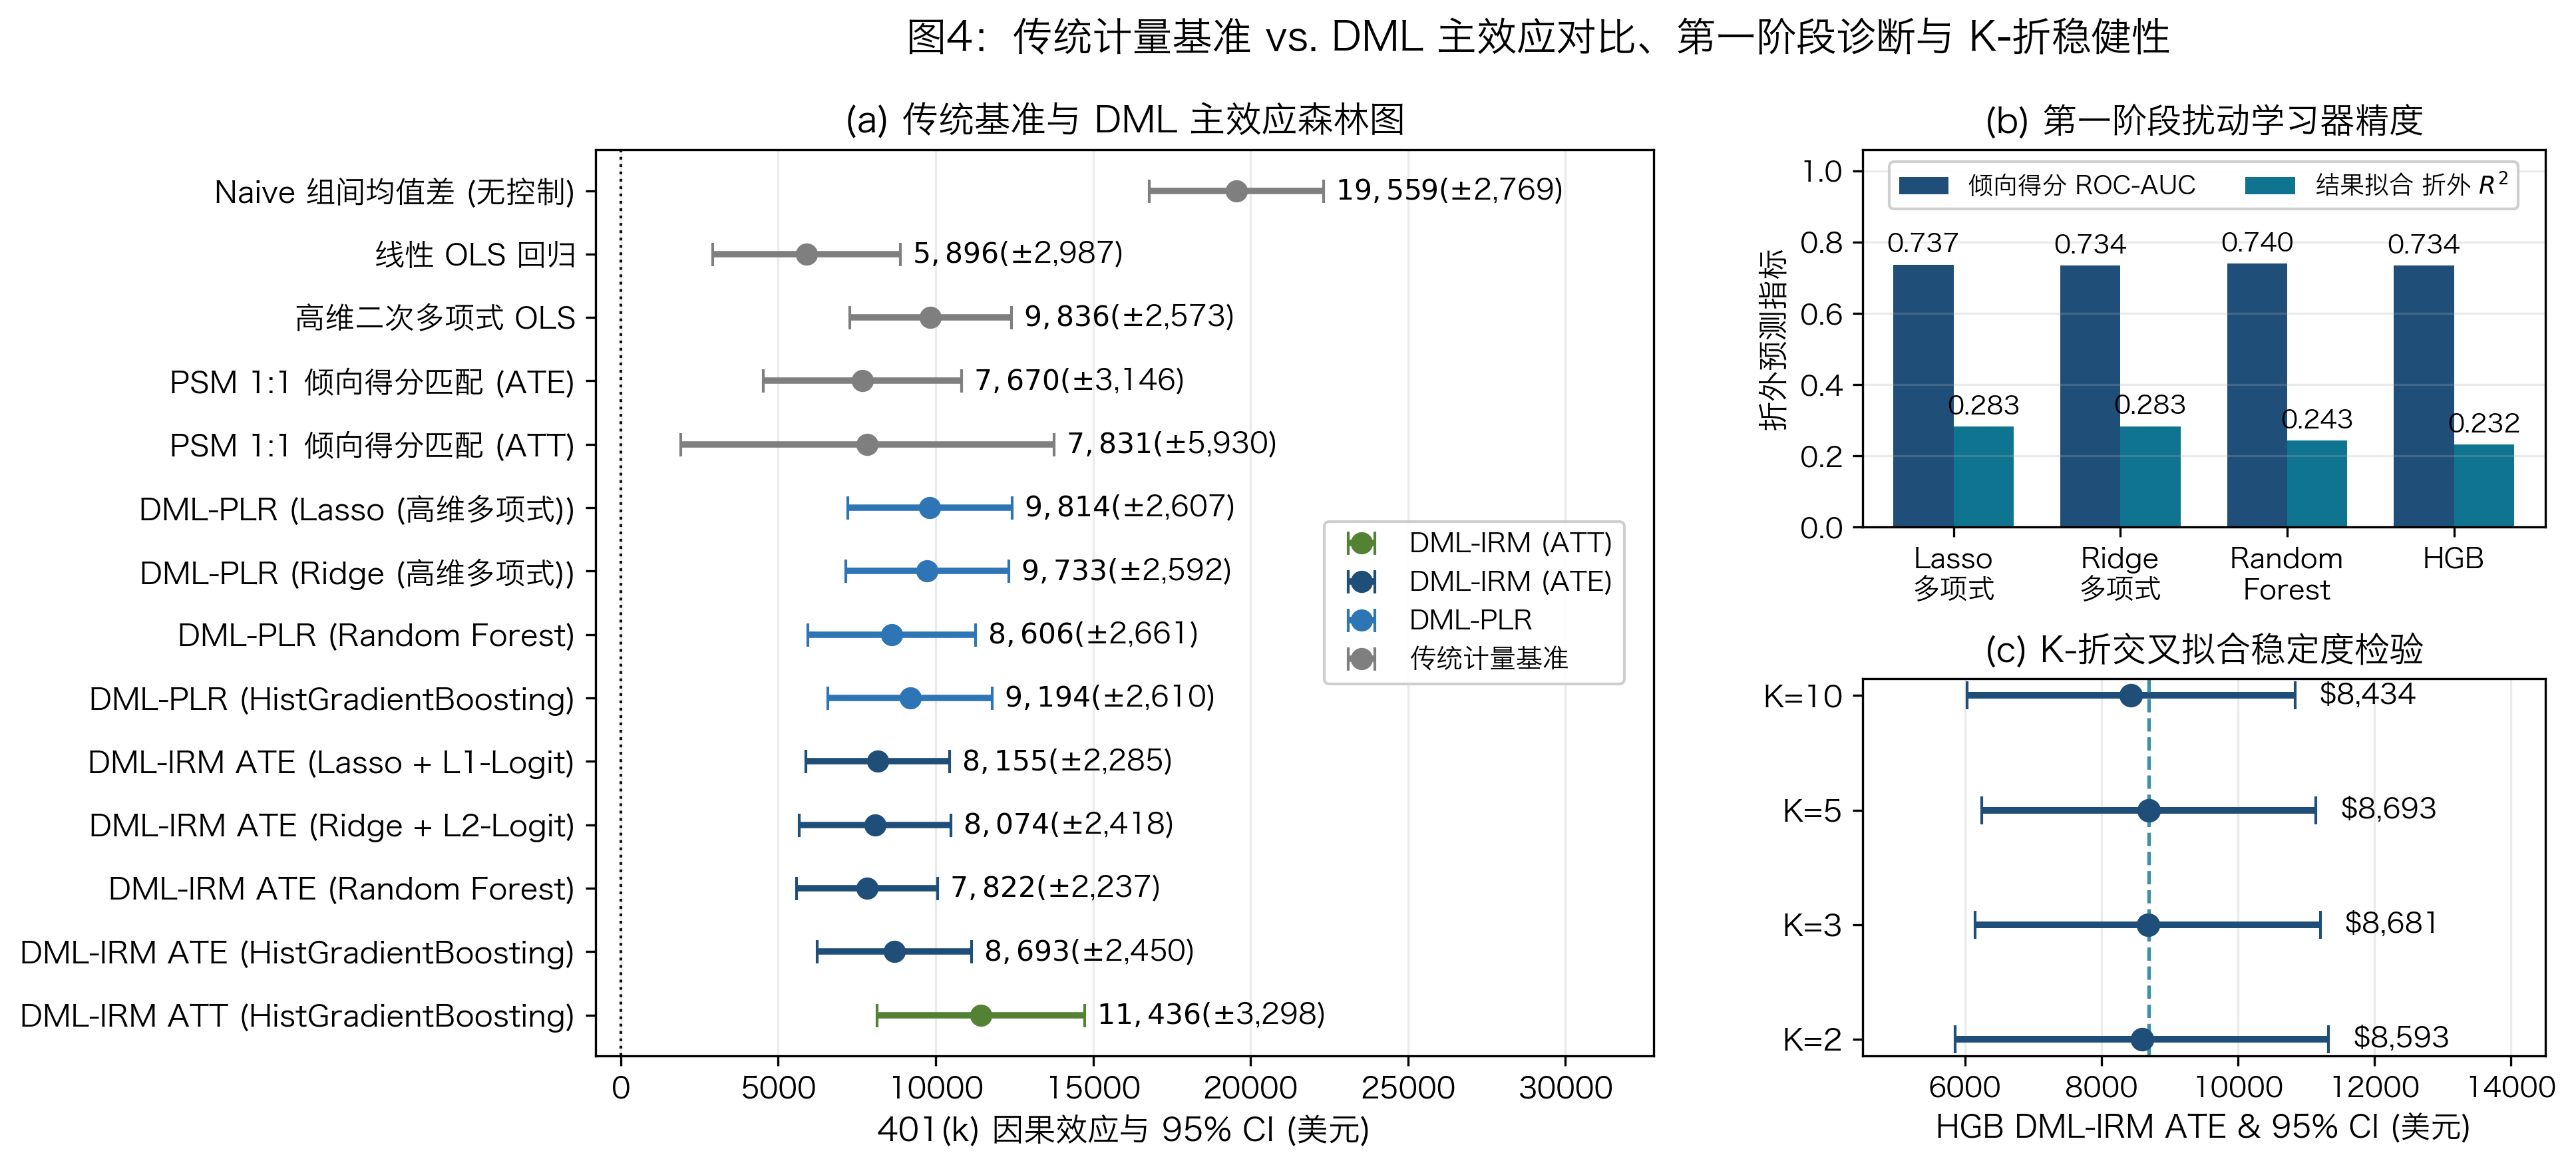 图4：传统计量基准 vs. DML 主效应对比、第一阶段诊断与 K-折稳健性
(a) 传统基准与 DML 主效应森林图
Naive 组间均值差 (无控制)
19,559(±2,769)
线性 OLS 回归
5,896(±2,987)
高维二次多项式 OLS
9,836(±2,573)
PSM 1:1 倾向得分匹配 (ATE)
7,670(±3,146)
PSM 1:1 倾向得分匹配 (ATT)
7,831(±5,930)
DML-PLR (Lasso (高维多项式))
9,814(±2,607)
DML-PLR (Ridge (高维多项式))
9,733(±2,592)
DML-PLR (Random Forest)
8,606(±2,661)
DML-PLR (HistGradientBoosting)
9,194(±2,610)
DML-IRM ATE (Lasso + L1-Logit)
8,155(±2,285)
DML-IRM ATE (Ridge + L2-Logit)
8,074(±2,418)
DML-IRM ATE (Random Forest)
7,822(±2,237)
DML-IRM ATE (HistGradientBoosting)
8,693(±2,450)
DML-IRM ATT (HistGradientBoosting)
11,436(±3,298)
DML-IRM (ATT)
DML-IRM (ATE)
DML-PLR
传统计量基准
0 5000 10000 15000 20000 25000 30000
401(k) 因果效应与 95% CI (美元)
(b) 第一阶段扰动学习器精度
倾向得分 ROC-AUC
结果拟合 折外 R²
折外预测指标
1.0
0.8
0.6
0.4
0.2
0.0
0.737
0.283
0.734
0.283
0.740
0.243
0.734
0.232
Lasso
多项式
Ridge
多项式
Random
Forest
HGB
(c) K-折交叉拟合稳定度检验
K=10
$8,434
K=5
$8,693
K=3
$8,681
K=2
$8,593
6000 8000 10000 12000 14000
HGB DML-IRM ATE & 95% CI (美元)